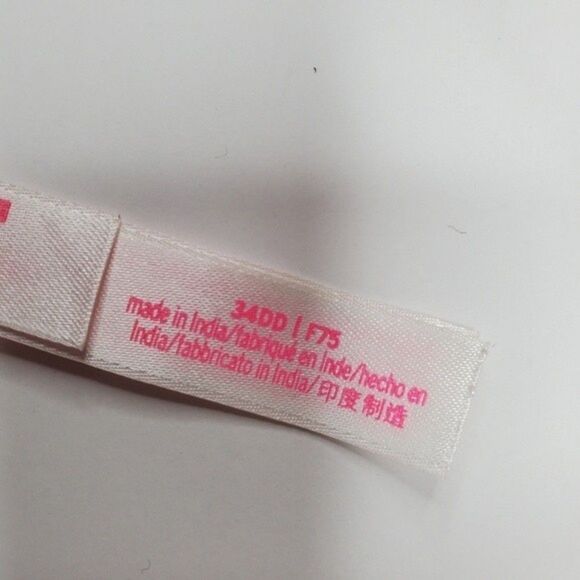 34DD | F75
made in India/fabriqué en Inde/hecho en
India/fabbricato in India/印度制造